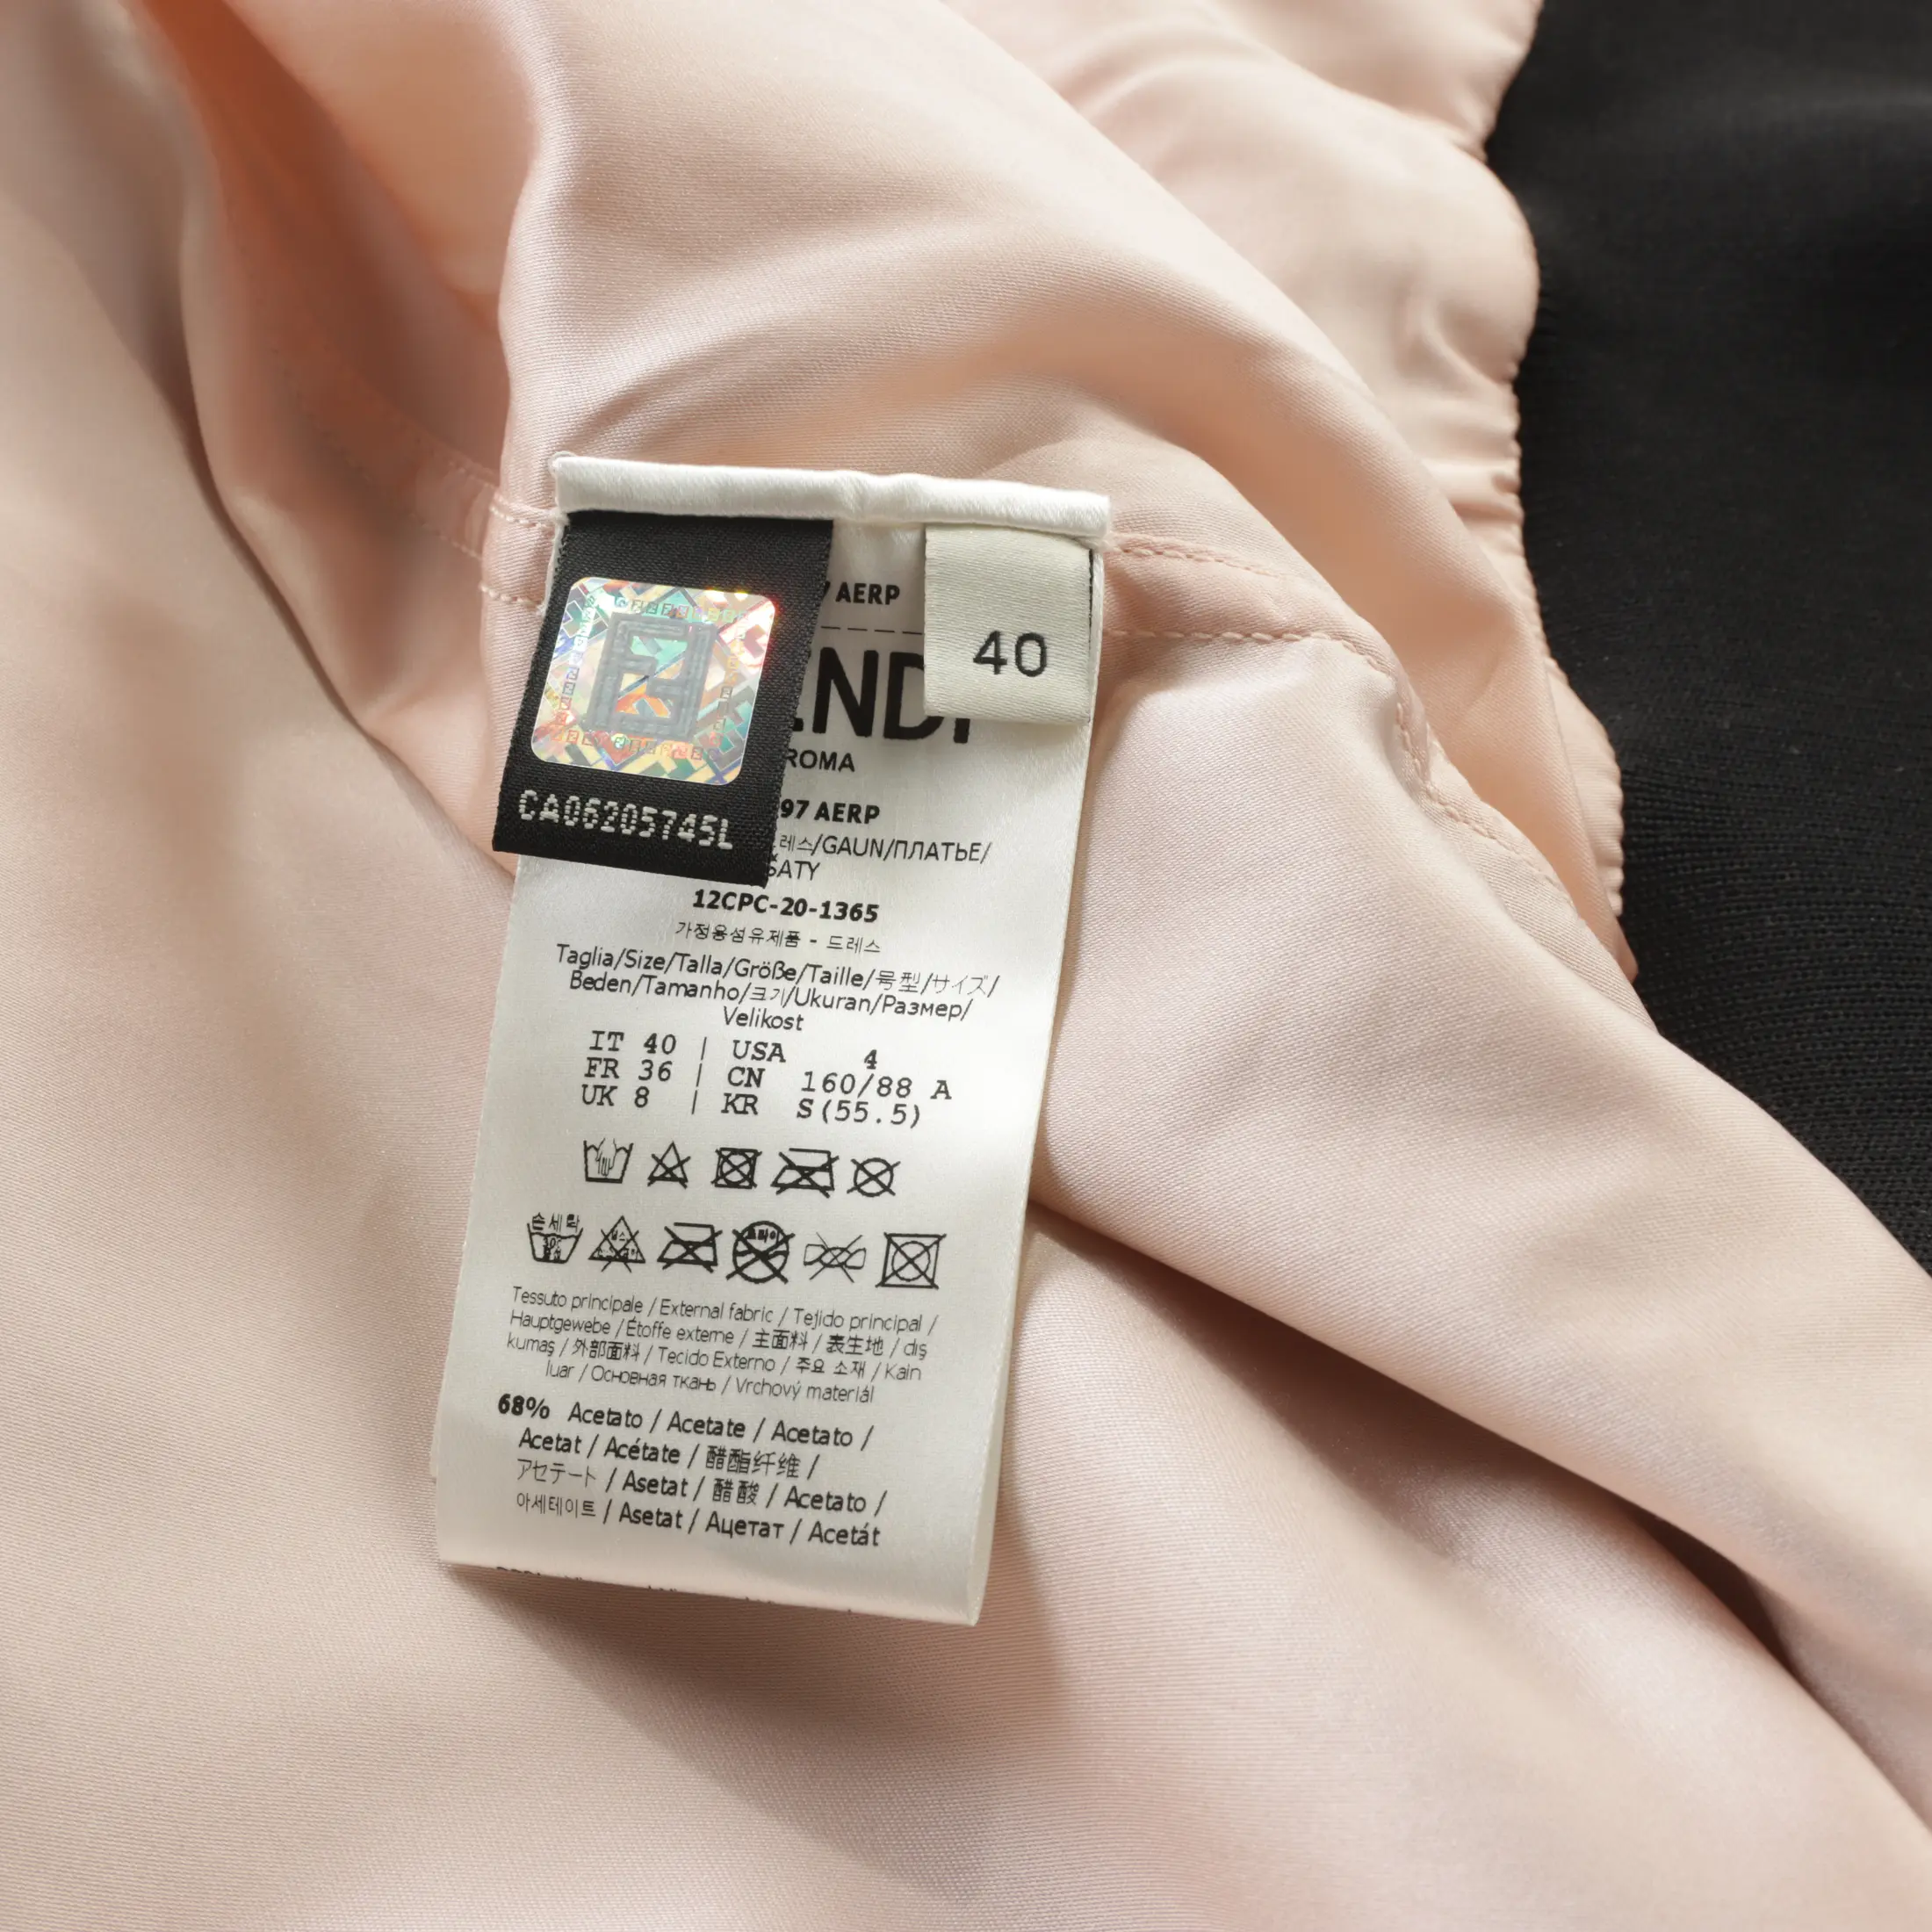 7 AERP
40
ENDI
ROMA
CA06205745L
97 AERP
레스/GAUN/ПЛАТЬЕ/
ŠATY
12CPC-20-1365
가정용섬유제품 - 드레스
Taglia/Size/Talla/Größe/Taille/号型/サイズ/
Beden/Tamanho/크기/Ukuran/Размер/
Velikost
IT 40 | USA 4
FR 36 | CN 160/88 A
UK 8 | KR S(55.5)
손세탁
Tessuto principale / External fabric / Tejido principal /
Hauptgewebe / Étoffe externe / 主面料 / 表生地 / dış
kumaş / 外部面料 / Tecido Externo / 주요 소재 / Kain
luar / Основная ткань / Vrchový materiál
68% Acetato / Acetate / Acetato /
Acetat / Acétate / 醋酯纤维 /
アセテート / Asetat / 醋酸 / Acetato /
아세테이트 / Asetat / Ацетат / Acetát